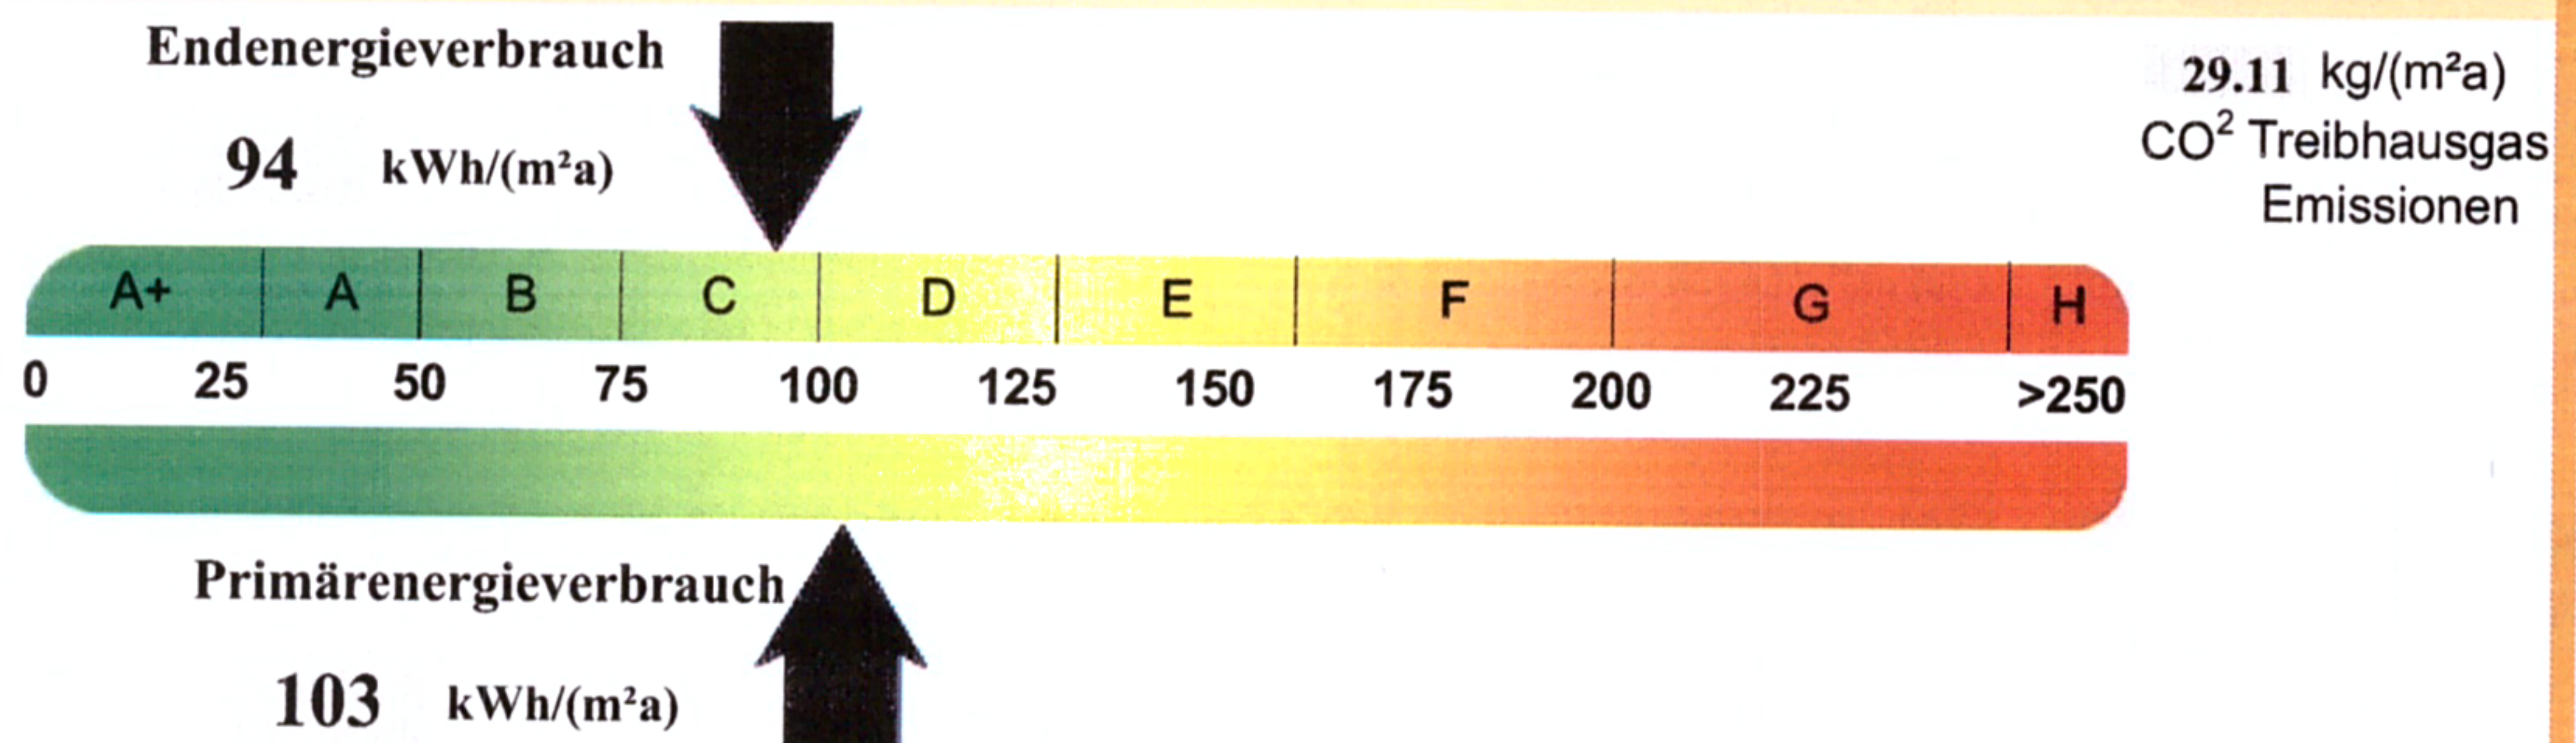 Endenergieverbrauch
94 kWh/(m²a)
29.11 kg/(m²a)
CO² Treibhausgas
Emissionen
A+ A B C D E F G H
0 25 50 75 100 125 150 175 200 225 >250
Primärenergieverbrauch
103 kWh/(m²a)